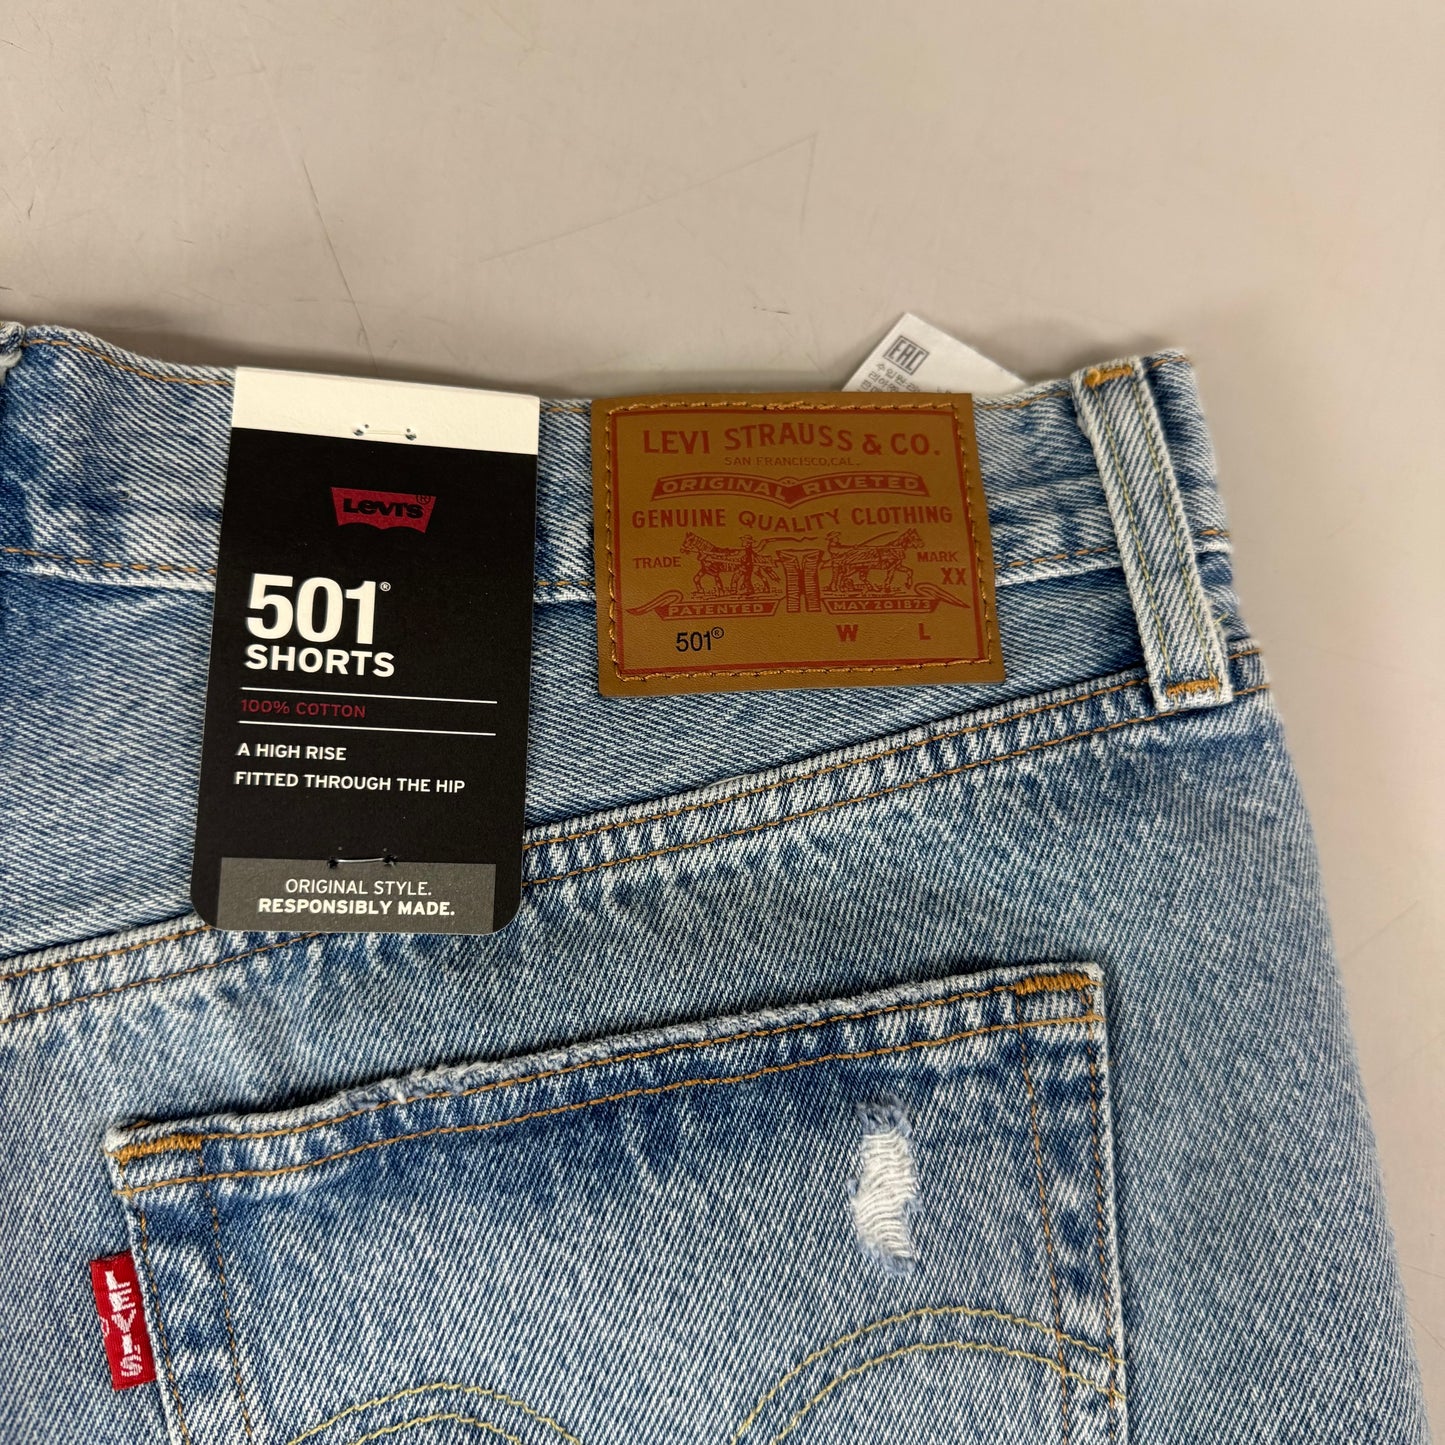 Levi's®
501®
SHORTS
100% COTTON
A HIGH RISE
FITTED THROUGH THE HIP
ORIGINAL STYLE.
RESPONSIBLY MADE.
LEVI STRAUSS & CO.
SAN FRANCISCO, CAL.
ORIGINAL RIVETED
GENUINE QUALITY CLOTHING
TRADE MARK
XX
PATENTED MAY 20 1873
501® W L
EAC
LEVI'S